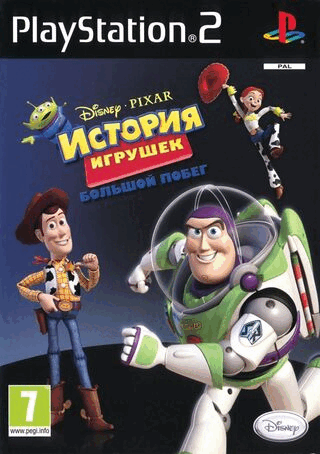 PlayStation®2
PAL
Disney · PIXAR
История
игрушек
большой побег
7
www.pegi.info
Disney